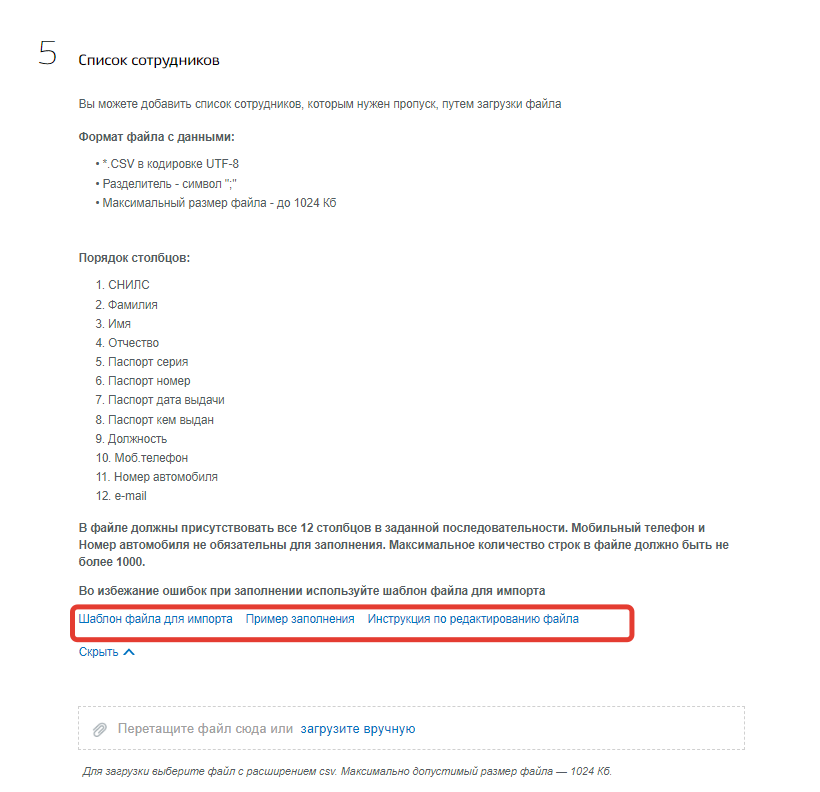 5
Список сотрудников
Вы можете добавить список сотрудников, которым нужен пропуск, путем загрузки файла
Формат файла с данными:
• *.CSV в кодировке UTF-8
• Разделитель - символ ";"
• Максимальный размер файла - до 1024 Кб
Порядок столбцов:
1. СНИЛС
2. Фамилия
3. Имя
4. Отчество
5. Паспорт серия
6. Паспорт номер
7. Паспорт дата выдачи
8. Паспорт кем выдан
9. Должность
10. Моб.телефон
11. Номер автомобиля
12. e-mail
В файле должны присутствовать все 12 столбцов в заданной последовательности. Мобильный телефон и
Номер автомобиля не обязательны для заполнения. Максимальное количество строк в файле должно быть не
более 1000.
Во избежание ошибок при заполнении используйте шаблон файла для импорта
Шаблон файла для импорта Пример заполнения Инструкция по редактированию файла
Скрыть
Перетащите файл сюда или загрузите вручную
Для загрузки выберите файл с расширением csv. Максимально допустимый размер файла — 1024 Кб.